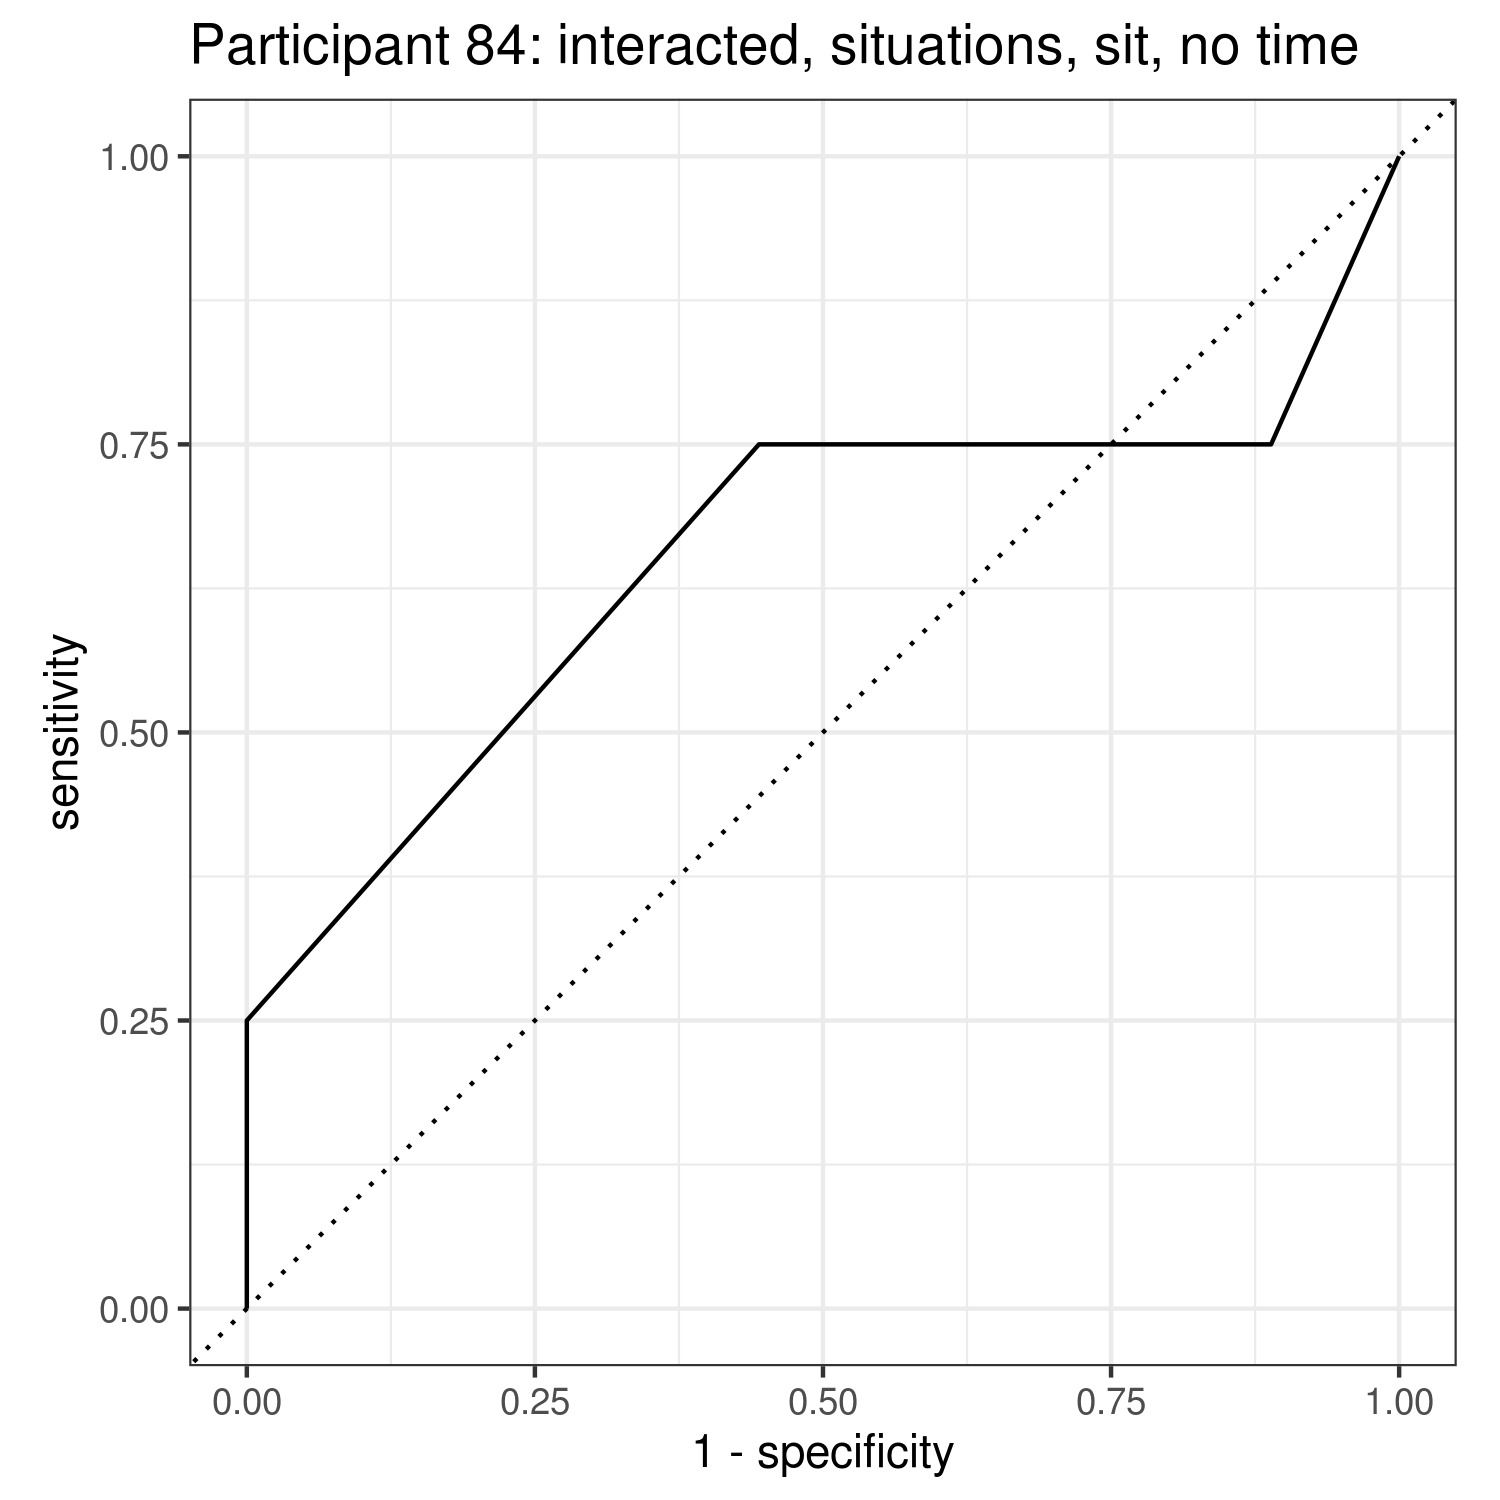 Participant 84: interacted, situations, sit, no time
1.00
0.75
0.50
0.25
0.00
sensitivity
0.00 0.25 0.50 0.75 1.00
1 - specificity